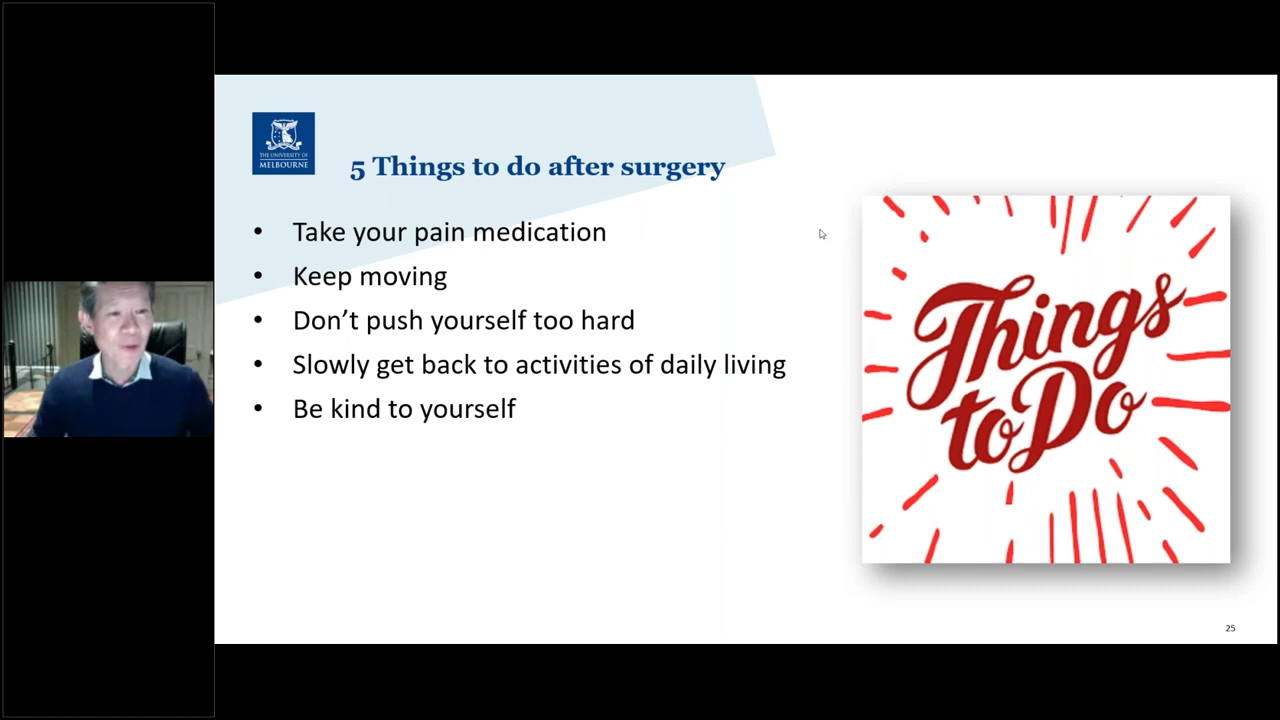 THE UNIVERSITY OF
MELBOURNE
5 Things to do after surgery
• Take your pain medication
• Keep moving
• Don’t push yourself too hard
• Slowly get back to activities of daily living
• Be kind to yourself
Things
to Do
25